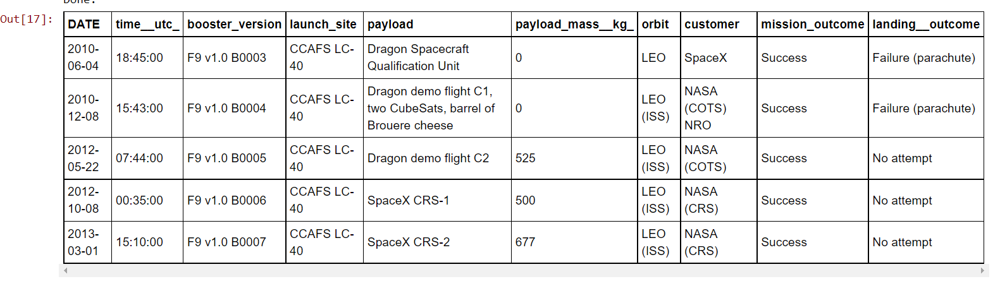 Done.
Out[17]:
DATE time__utc_ booster_version launch_site payload payload_mass__kg_ orbit customer mission_outcome landing__outcome
2010-06-04 18:45:00 F9 v1.0 B0003 CCAFS LC-40 Dragon Spacecraft Qualification Unit 0 LEO SpaceX Success Failure (parachute)
2010-12-08 15:43:00 F9 v1.0 B0004 CCAFS LC-40 Dragon demo flight C1, two CubeSats, barrel of Brouere cheese 0 LEO (ISS) NASA (COTS) NRO Success Failure (parachute)
2012-05-22 07:44:00 F9 v1.0 B0005 CCAFS LC-40 Dragon demo flight C2 525 LEO (ISS) NASA (COTS) Success No attempt
2012-10-08 00:35:00 F9 v1.0 B0006 CCAFS LC-40 SpaceX CRS-1 500 LEO (ISS) NASA (CRS) Success No attempt
2013-03-01 15:10:00 F9 v1.0 B0007 CCAFS LC-40 SpaceX CRS-2 677 LEO (ISS) NASA (CRS) Success No attempt